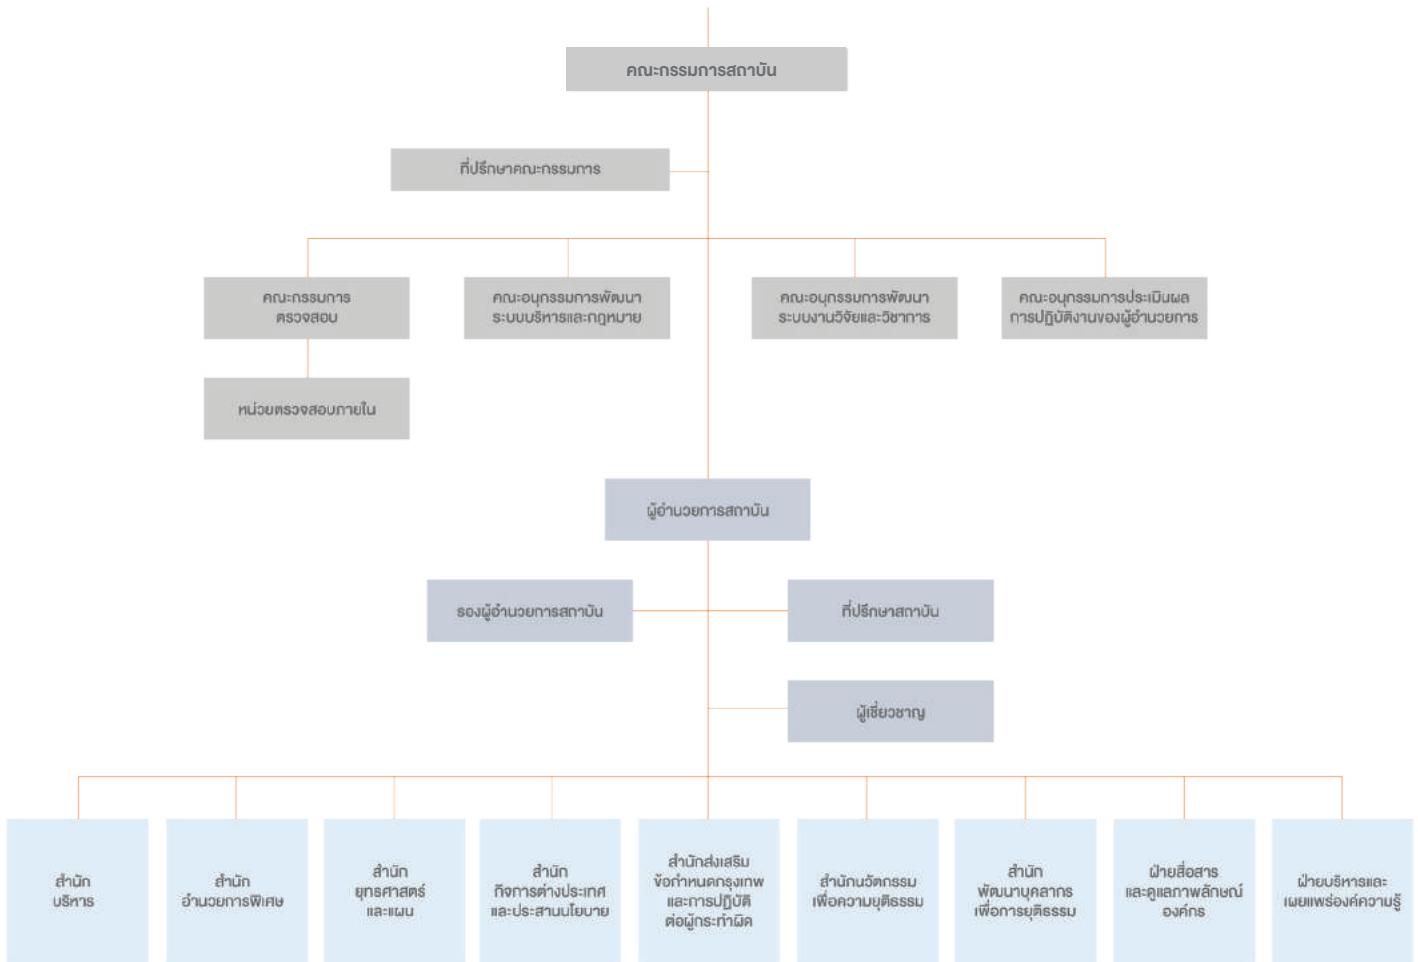 คณะกรรมการสถาบัน
ที่ปรึกษาคณะกรรมการ
คณะกรรมการ
ตรวจสอบ
คณะอนุกรรมการพัฒนา
ระบบบริหารและกฎหมาย
คณะอนุกรรมการพัฒนา
ระบบงานวิจัยและวิชาการ
คณะอนุกรรมการประเมินผล
การปฏิบัติงานของผู้อำนวยการ
หน่วยตรวจสอบภายใน
ผู้อำนวยการสถาบัน
รองผู้อำนวยการสถาบัน
ที่ปรึกษาสถาบัน
ผู้เชี่ยวชาญ
สำนัก
บริหาร
สำนัก
อำนวยการพิเศษ
สำนัก
ยุทธศาสตร์
และแผน
สำนัก
กิจการต่างประเทศ
และประสานนโยบาย
สำนักส่งเสริม
ข้อกำหนดกรุงเทพ
และการปฏิบัติ
ต่อผู้กระทำผิด
สำนักนวัตกรรม
เพื่อความยุติธรรม
สำนัก
พัฒนาบุคลากร
เพื่อการยุติธรรม
ฝ่ายสื่อสาร
และดูแลภาพลักษณ์
องค์กร
ฝ่ายบริหารและ
เผยแพร่องค์ความรู้